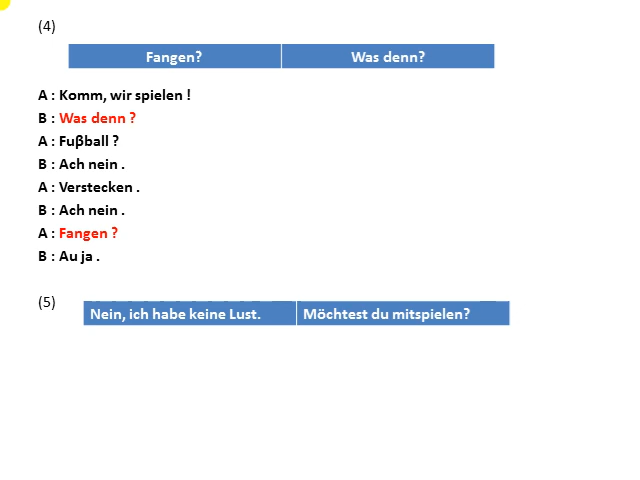 (4)
Fangen? Was denn?
A : Komm, wir spielen !
B : Was denn ?
A : Fuβball ?
B : Ach nein .
A : Verstecken .
B : Ach nein .
A : Fangen ?
B : Au ja .
(5)
Nein, ich habe keine Lust. Möchtest du mitspielen?